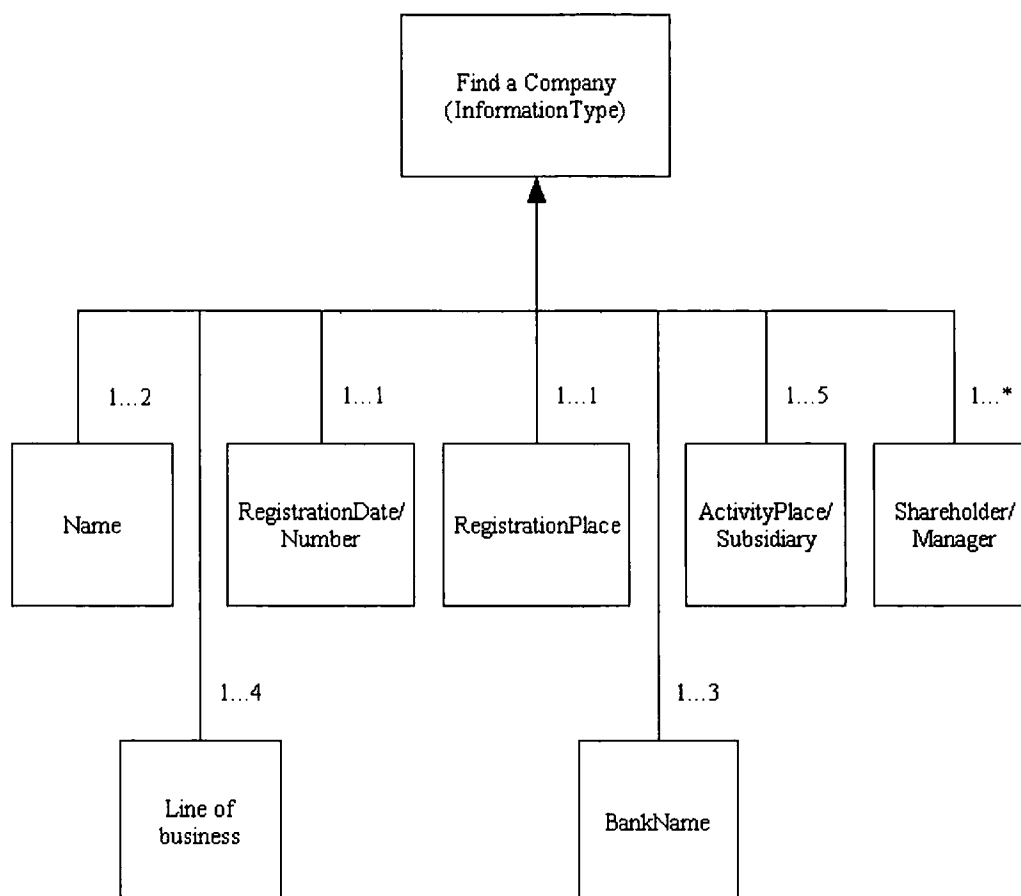 Find a Company
(InformationType)
1...2
1...1
1...1
1...5
1...*
Name
RegistrationDate/
Number
RegistrationPlace
ActivityPlace/
Subsidiary
Shareholder/
Manager
1...4
1...3
Line of
business
BankName